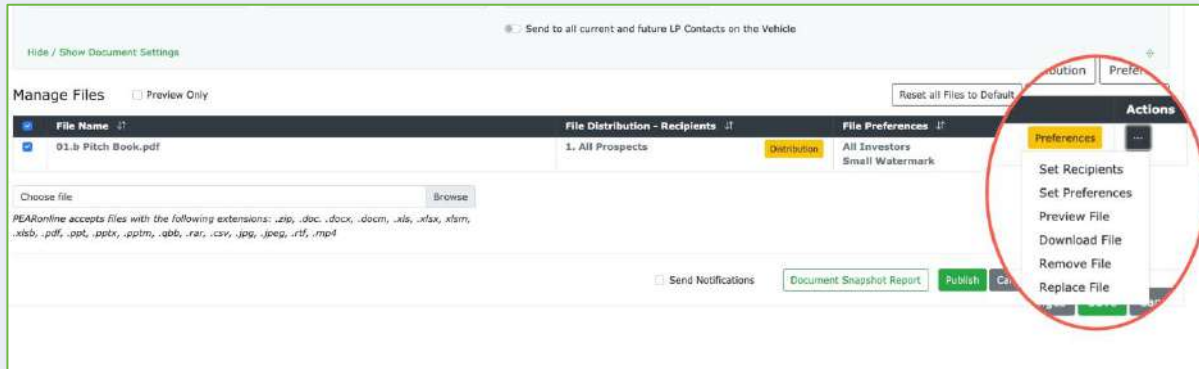 Send to all current and future LP Contacts on the Vehicle
Hide / Show Document Settings
Manage Files
Preview Only
Reset all Files to Default
File Name
File Distribution - Recipients
File Preferences
Actions
01.b Pitch Book.pdf
1. All Prospects
Distribution
All Investors
Small Watermark
Preferences
...
Set Recipients
Set Preferences
Preview File
Download File
Remove File
Replace File
Choose file
Browse
PEARonline accepts files with the following extensions: .zip, .doc. .docx, .docm, .xls, .xlsx, xlsm,
.xlsb, .pdf, .ppt, .pptx, .pptm, .qbb, .rar, .csv, .jpg, .jpeg, .rtf, .mp4
Send Notifications
Document Snapshot Report
Publish